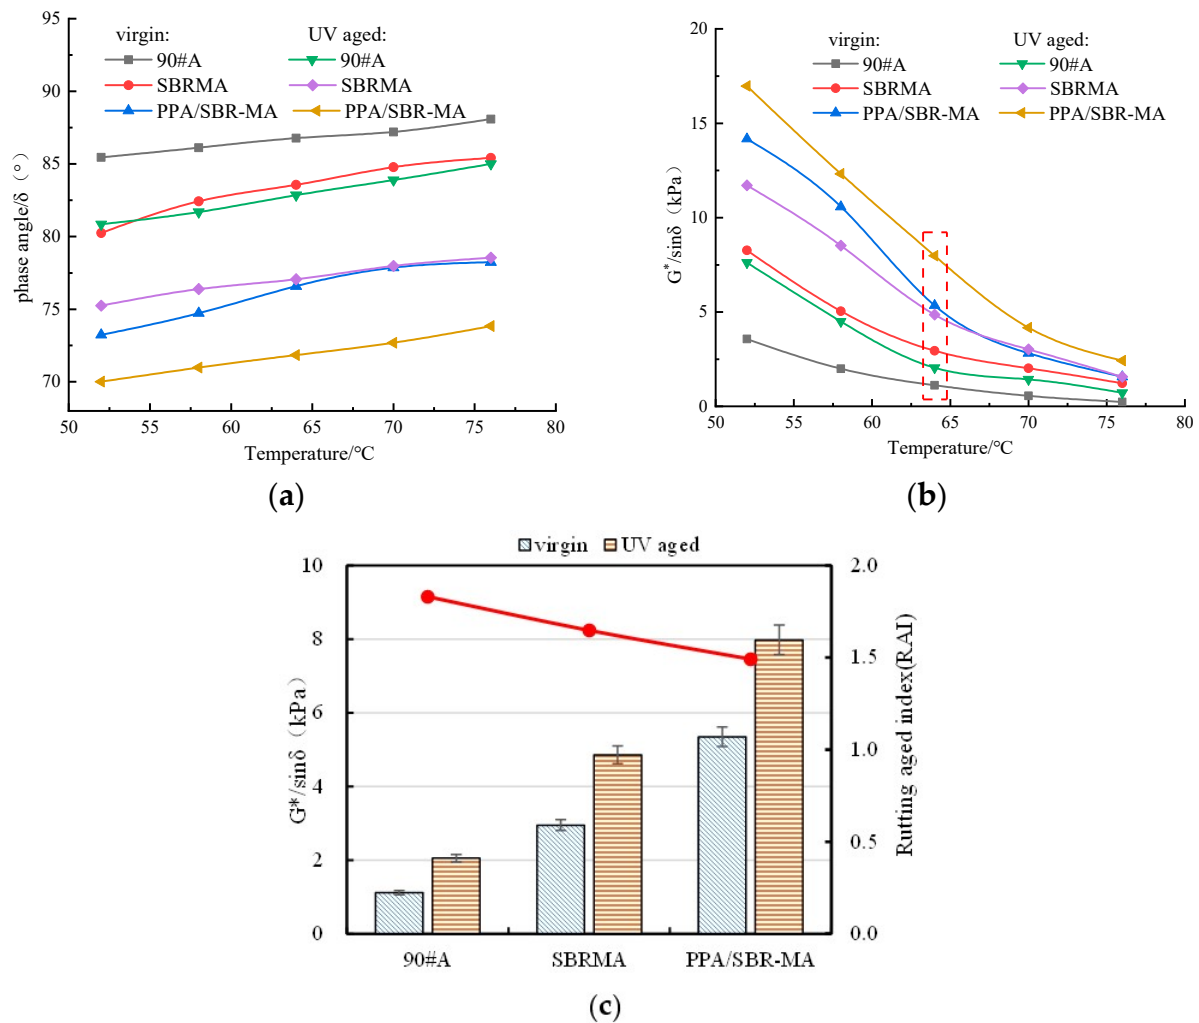 virgin: UV aged:
90#A 90#A
SBRMA SBRMA
PPA/SBR-MA PPA/SBR-MA
95
90
85
80
75
70
phase angle/δ（°）
50 55 60 65 70 75 80
Temperature/°C
(a)
virgin: UV aged:
90#A 90#A
SBRMA SBRMA
PPA/SBR-MA PPA/SBR-MA
20
15
10
5
0
G*/sinδ（kPa）
50 55 60 65 70 75 80
Temperature/°C
(b)
virgin UV aged
10
8
6
4
2
0
G*/sinδ（kPa）
2.0
1.5
1.0
0.5
0.0
Rutting aged index(RAI)
90#A SBRMA PPA/SBR-MA
(c)